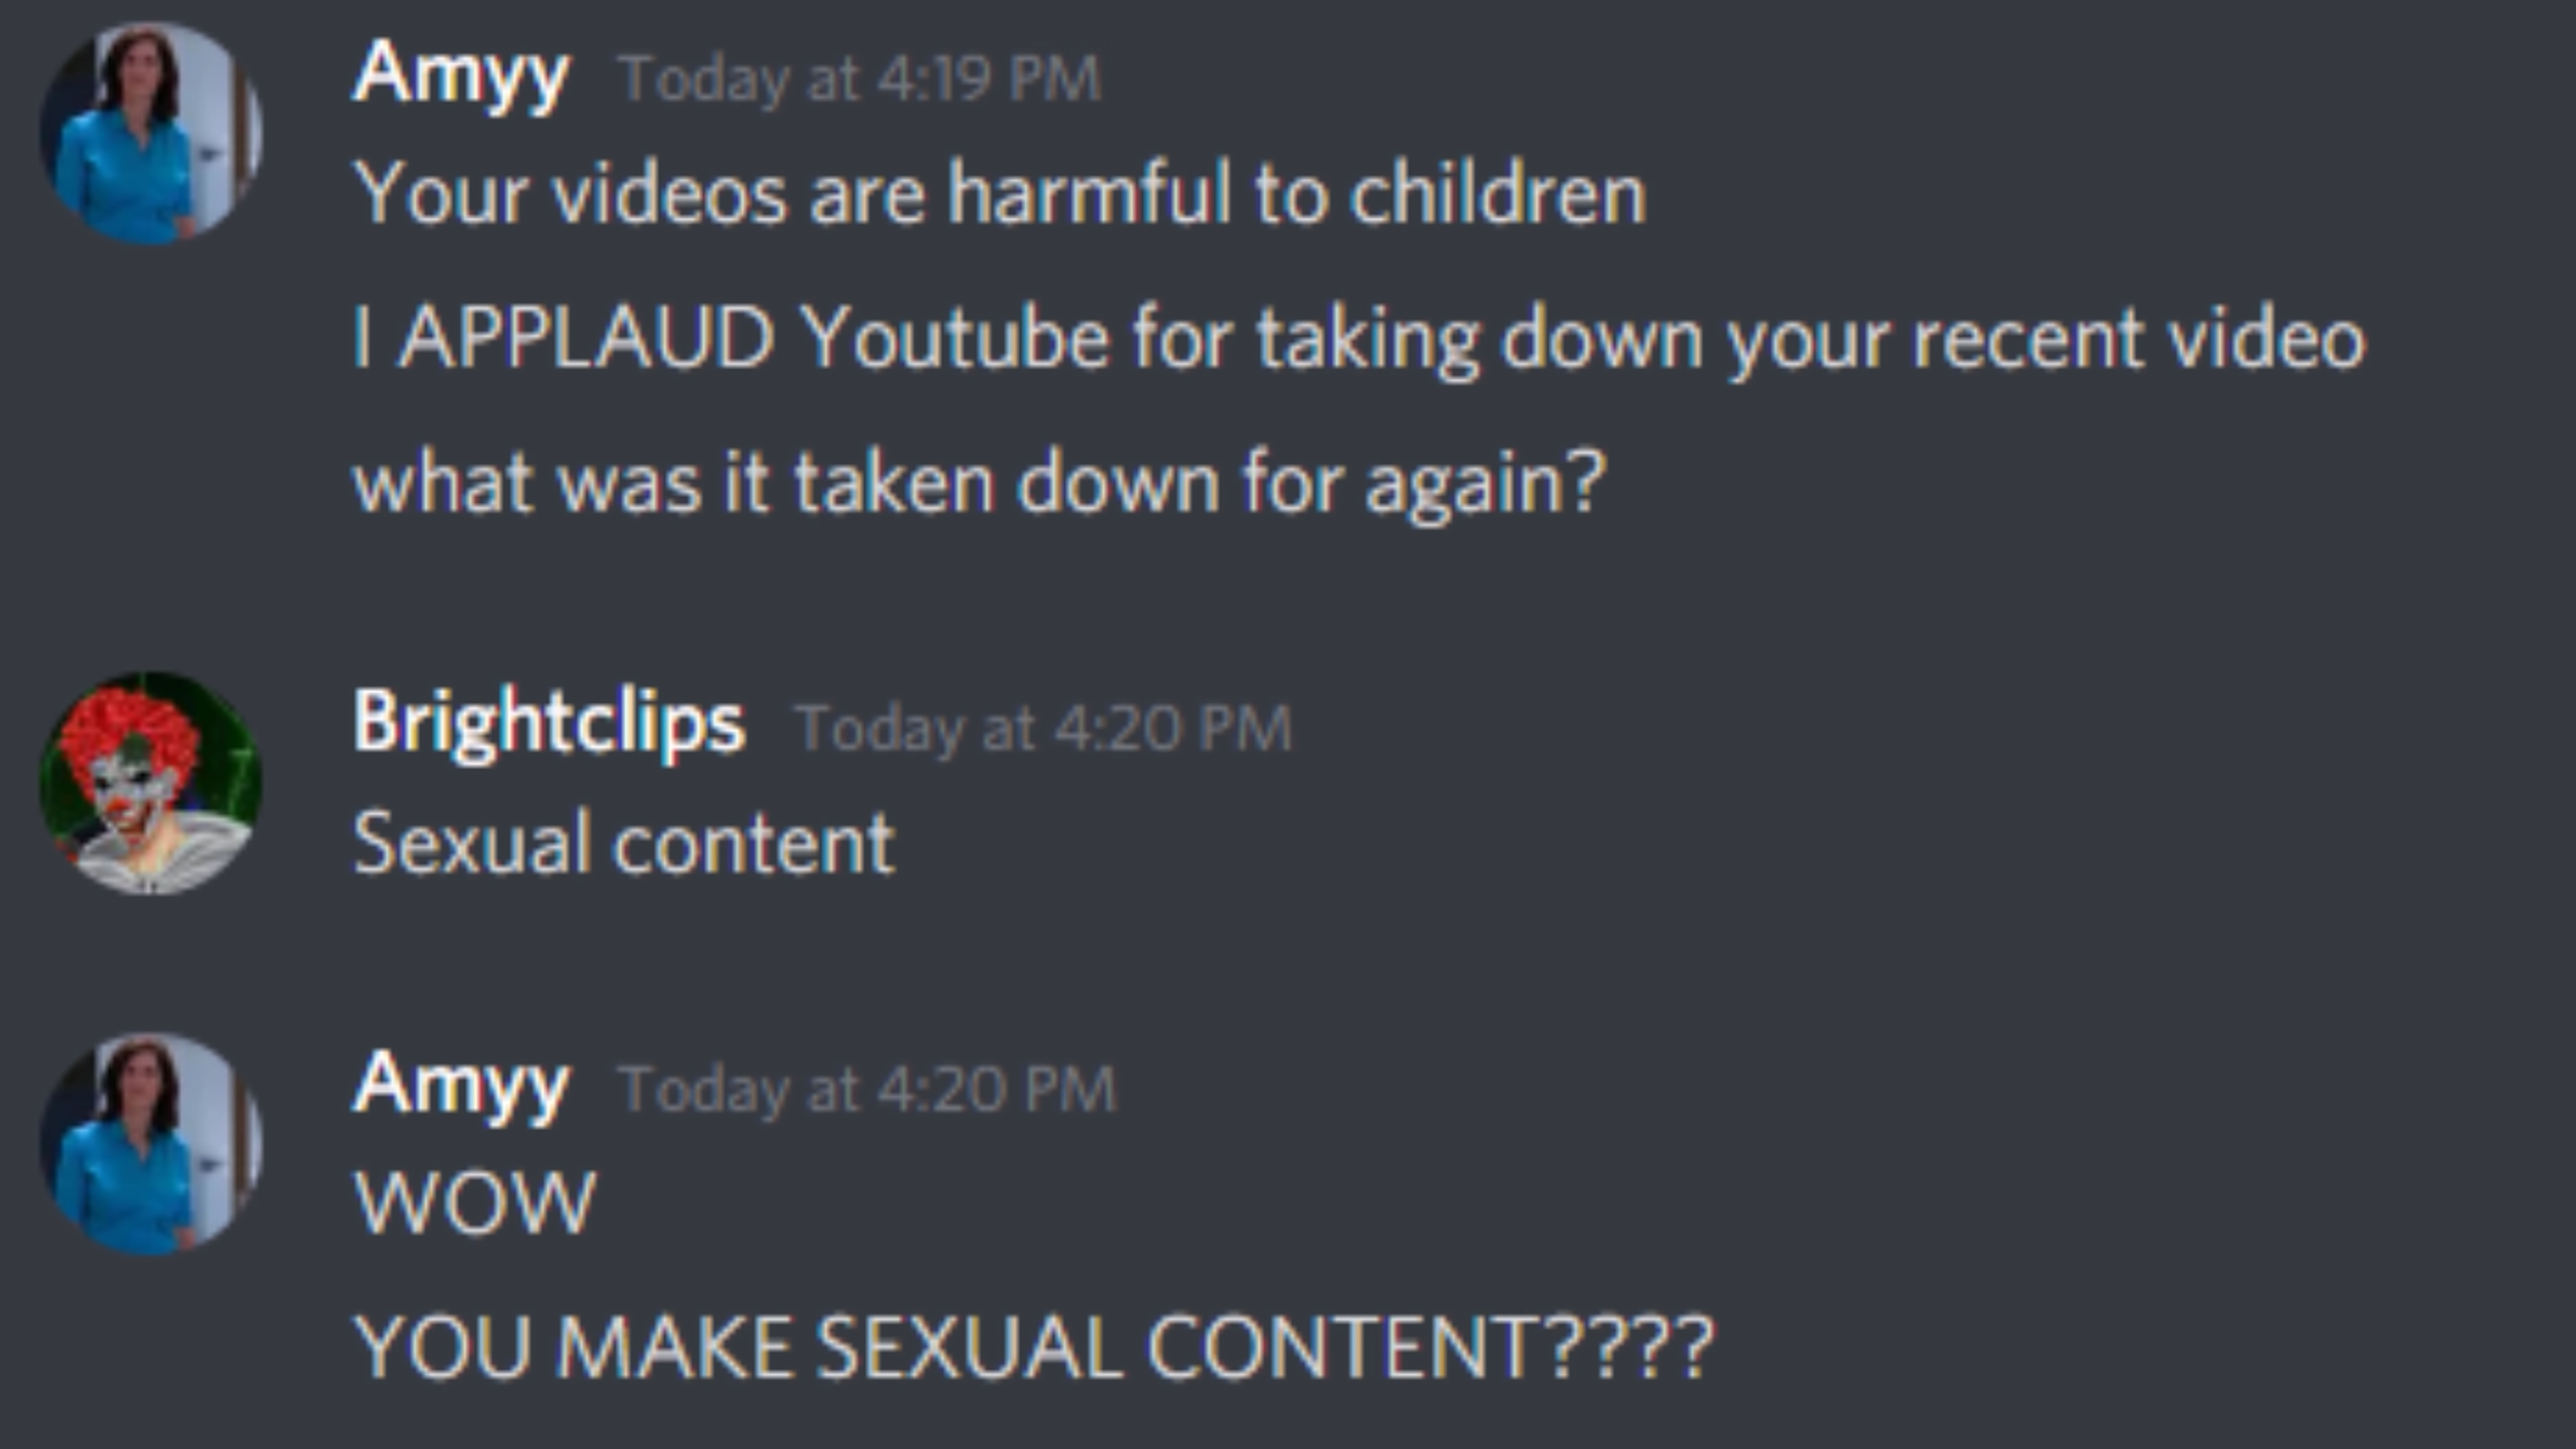 Amyy Today at 4:19 PM
Your videos are harmful to children
I APPLAUD Youtube for taking down your recent video
what was it taken down for again?
Brightclips Today at 4:20 PM
Sexual content
Amyy Today at 4:20 PM
WOW
YOU MAKE SEXUAL CONTENT????